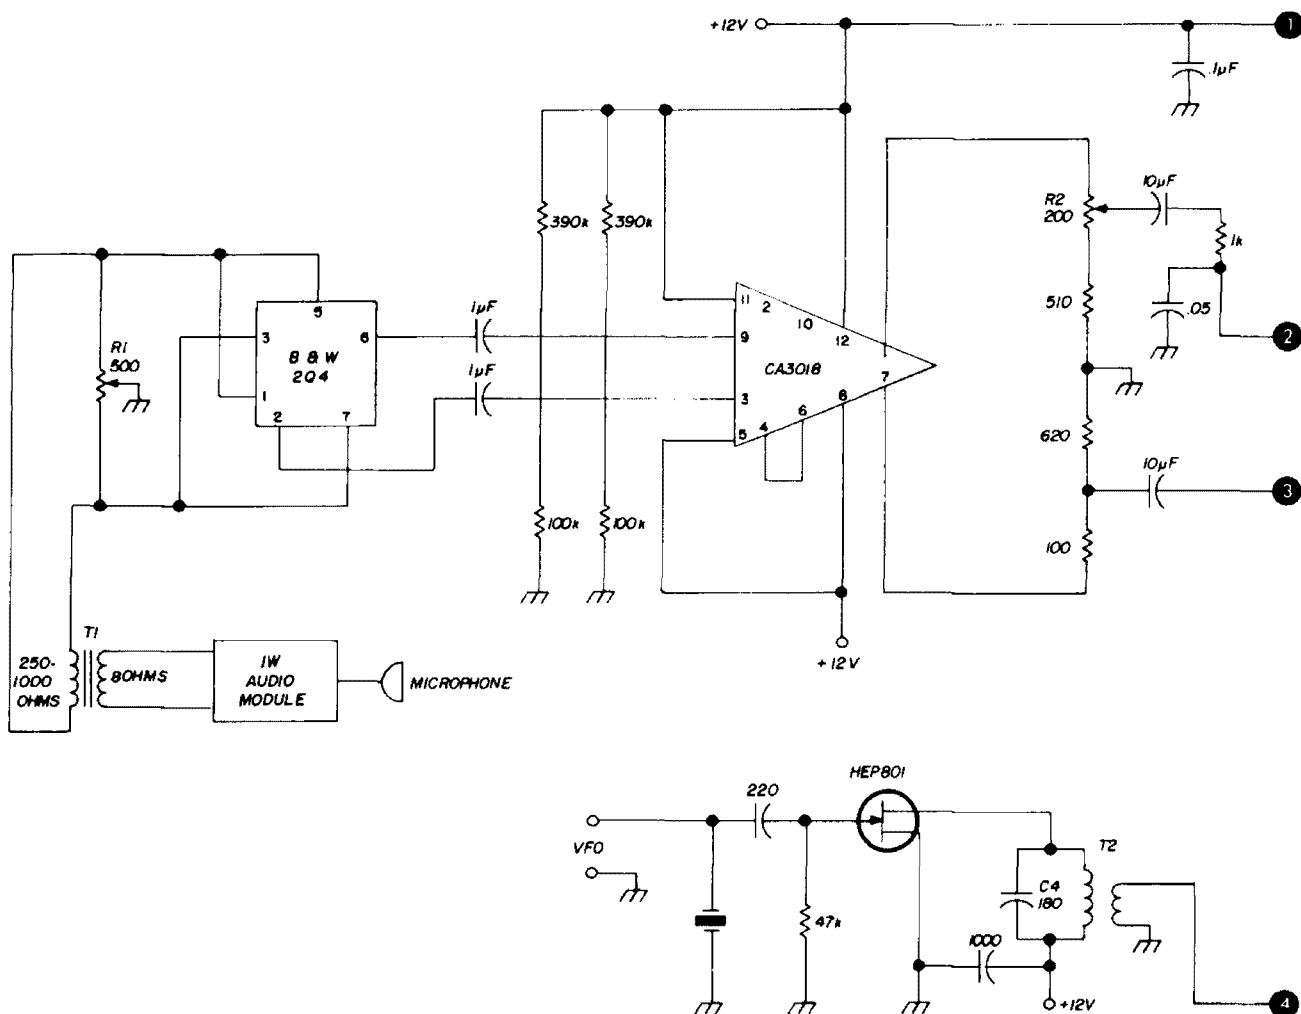 +12V
1
.1µF
10µF
R2
200
1k
390k
390k
510
.05
2
1µF
1µF
5
3
6
B & W
2Q4
1
2
7
R1
500
11
2
10
12
9
CA3018
7
3
8
6
4
5
620
10µF
3
100k
100k
100
+12V
T1
250-
1000
OHMS
8OHMS
1W
AUDIO
MODULE
MICROPHONE
HEP801
220
VFO
47k
T2
C4
180
1000
+12V
4